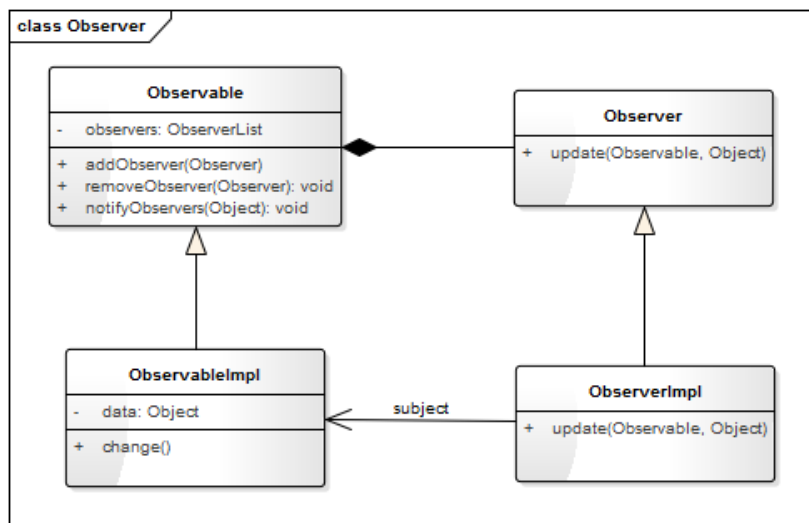 class Observer
Observable
- observers: ObserverList
+ addObserver(Observer)
+ removeObserver(Observer): void
+ notifyObservers(Object): void
Observer
+ update(Observable, Object)
ObservableImpl
- data: Object
+ change()
subject
ObserverImpl
+ update(Observable, Object)